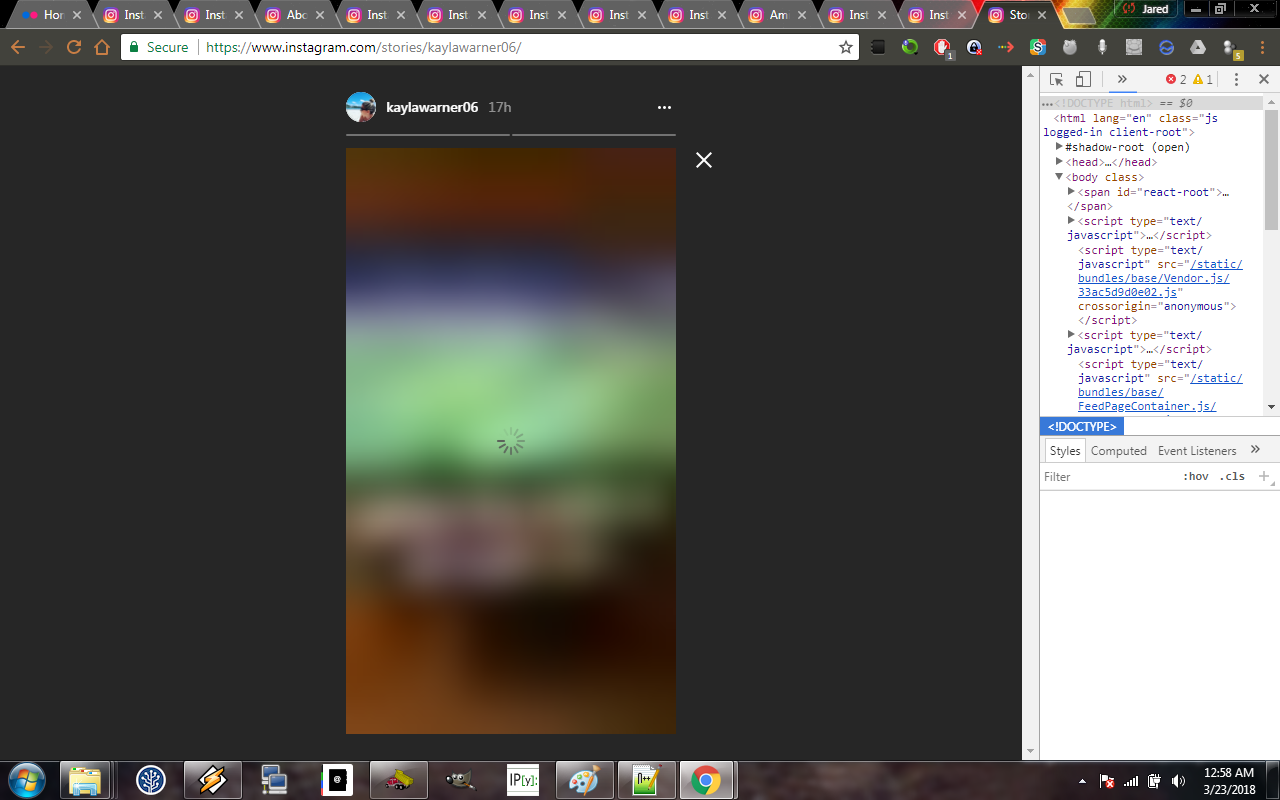 Hor Inst Inst Abo Inst Inst Inst Inst Inst Am Inst Inst Sto Jared
Secure https://www.instagram.com/stories/kaylawarner06/
1
5
kaylawarner06 17h
2 1
…<!DOCTYPE html> == $0
<html lang="en" class="js
logged-in client-root">
#shadow-root (open)
<head>…</head>
<body class>
<span id="react-root">…
</span>
<script type="text/
javascript">…</script>
<script type="text/
javascript" src="/static/
bundles/base/Vendor.js/
33ac5d9d0e02.js"
crossorigin="anonymous">
</script>
<script type="text/
javascript">…</script>
<script type="text/
javascript" src="/static/
bundles/base/
FeedPageContainer.js/
<!DOCTYPE>
Styles Computed Event Listeners
Filter :hov .cls +
IP[y]:
12:58 AM
3/23/2018